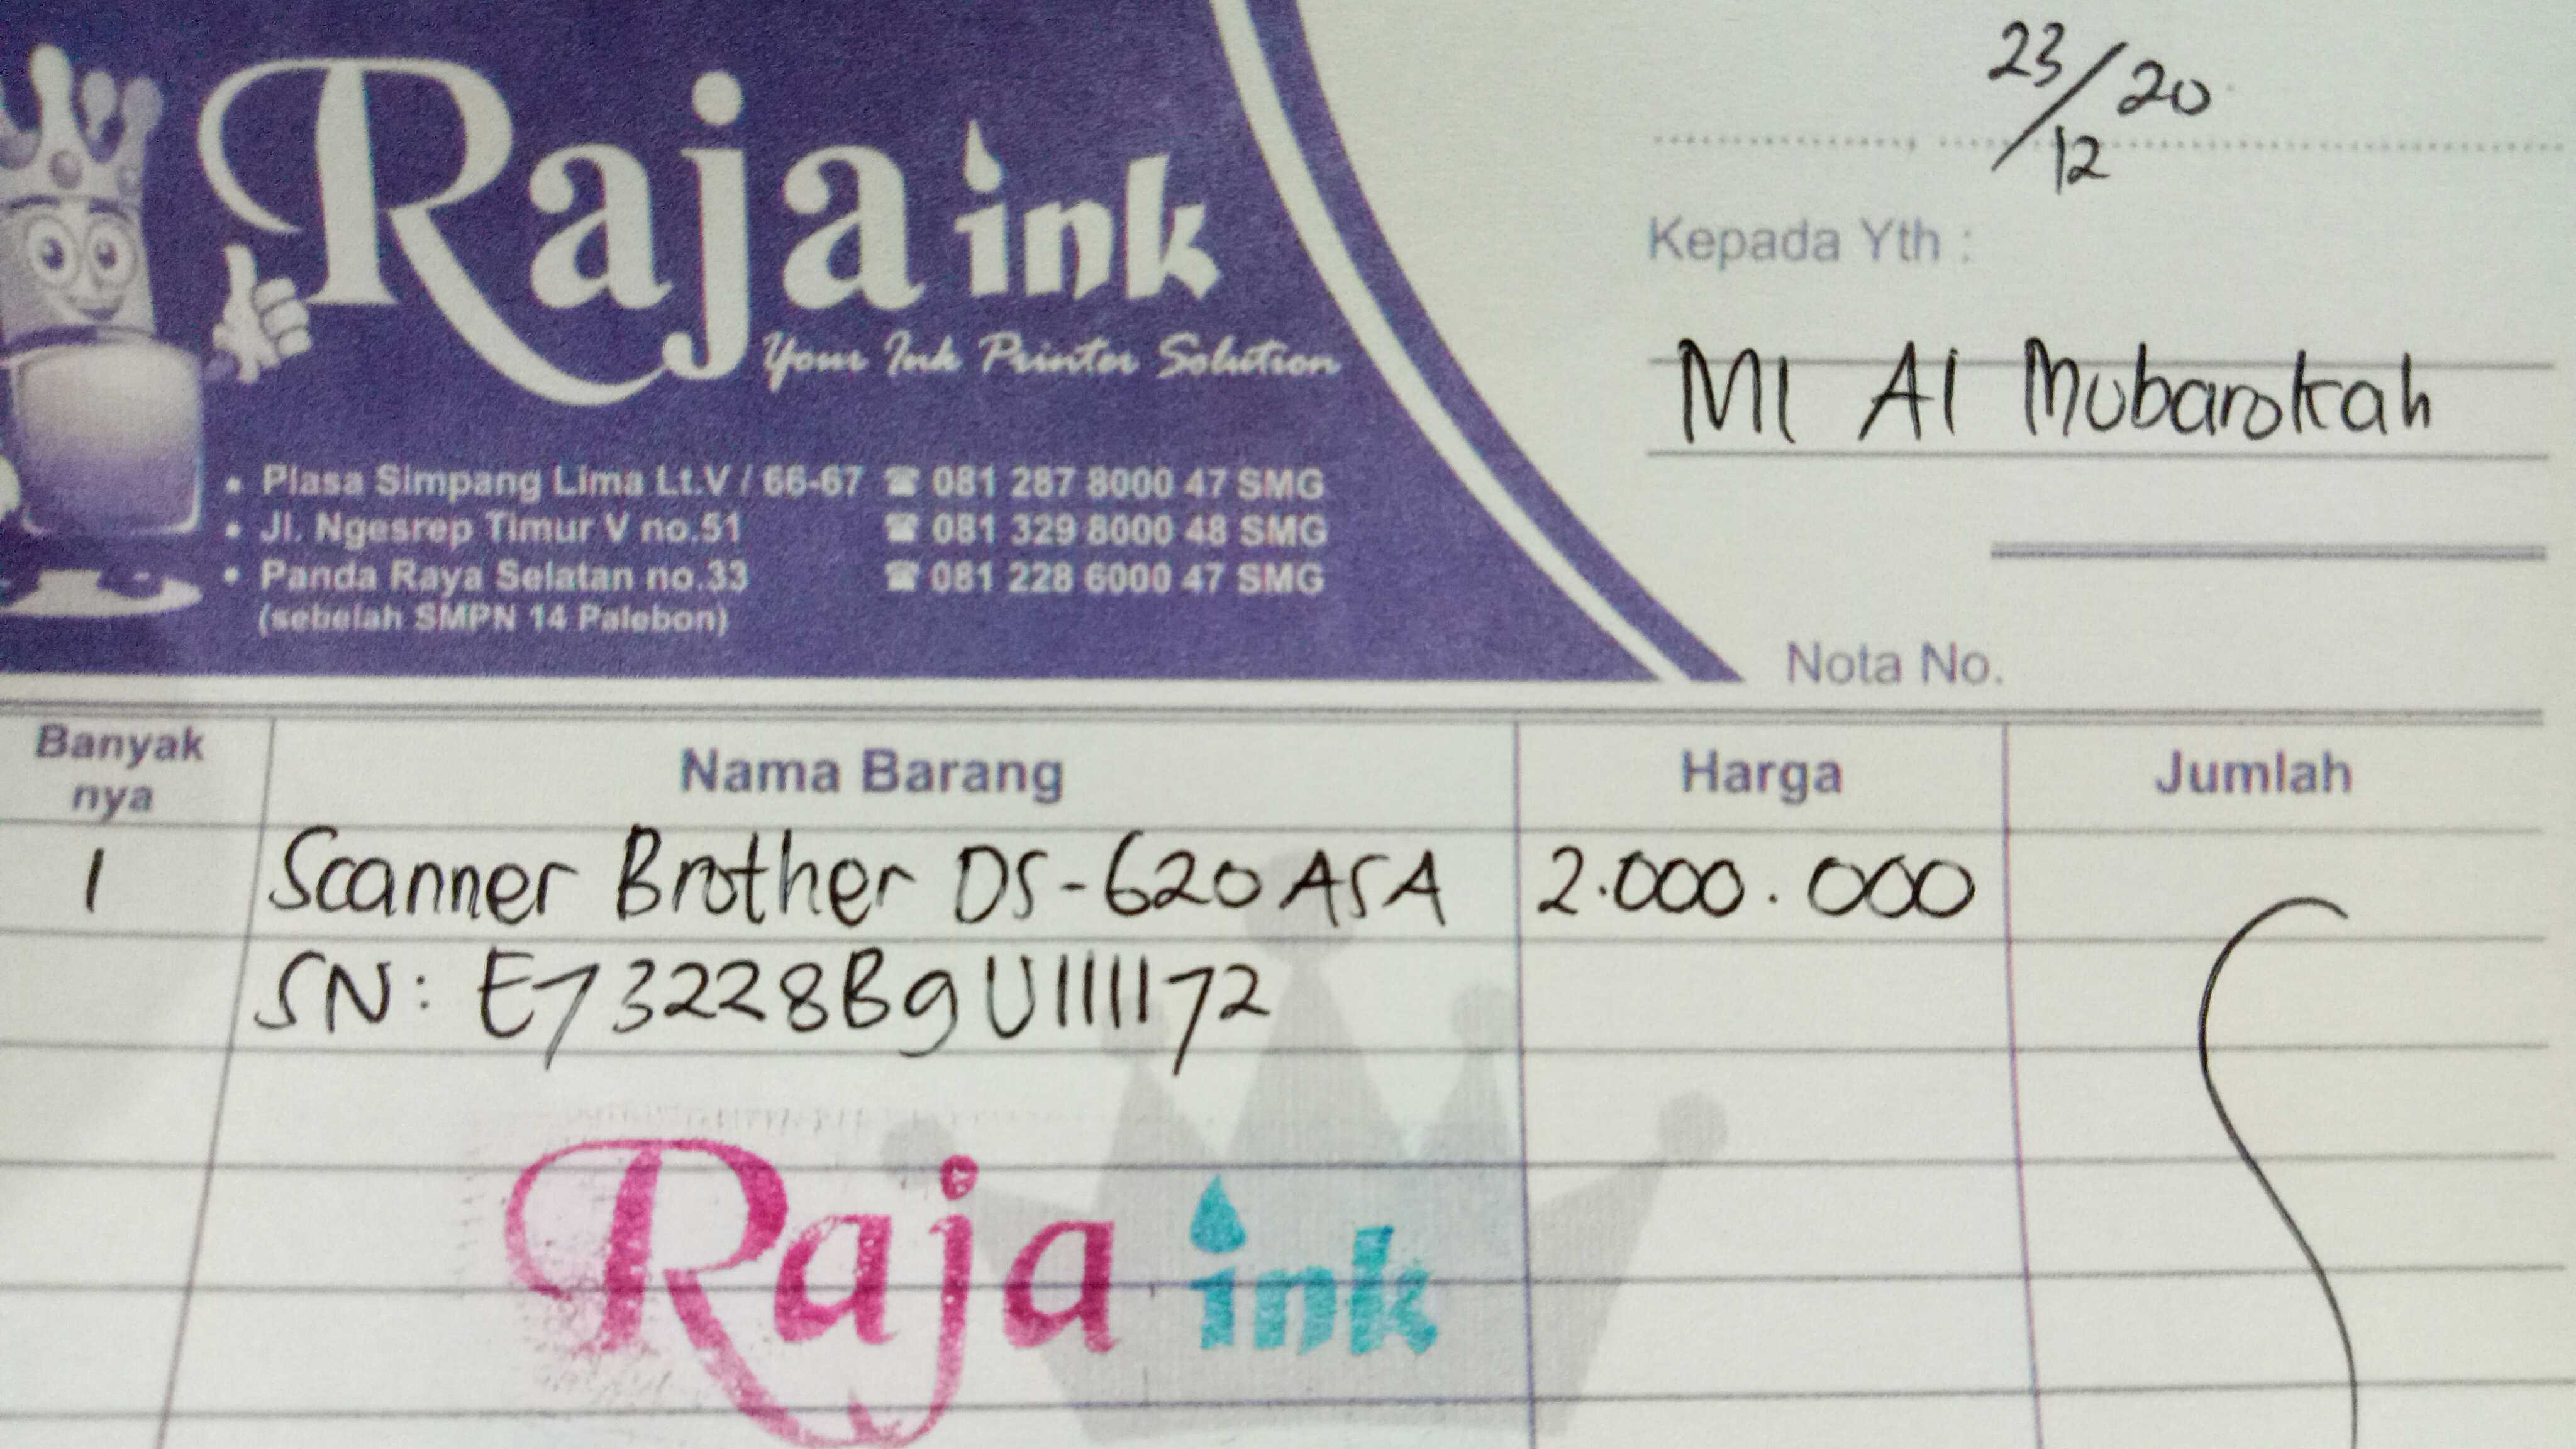 Raja ink
Your Ink Printer Solution
• Plasa Simpang Lima Lt.V / 66-67 ☎ 081 287 8000 47 SMG
• Jl. Ngesrep Timur V no.51 ☎ 081 329 8000 48 SMG
• Panda Raya Selatan no.33 ☎ 081 228 6000 47 SMG
(sebelah SMPN 14 Palebon)
23/12 20
Kepada Yth :
MI Al Mubarokah
Nota No.
Banyak nya Nama Barang Harga Jumlah
1 Scanner Brother DS-620 ASA 2.000.000
SN: E73228B9U111172
Raja ink